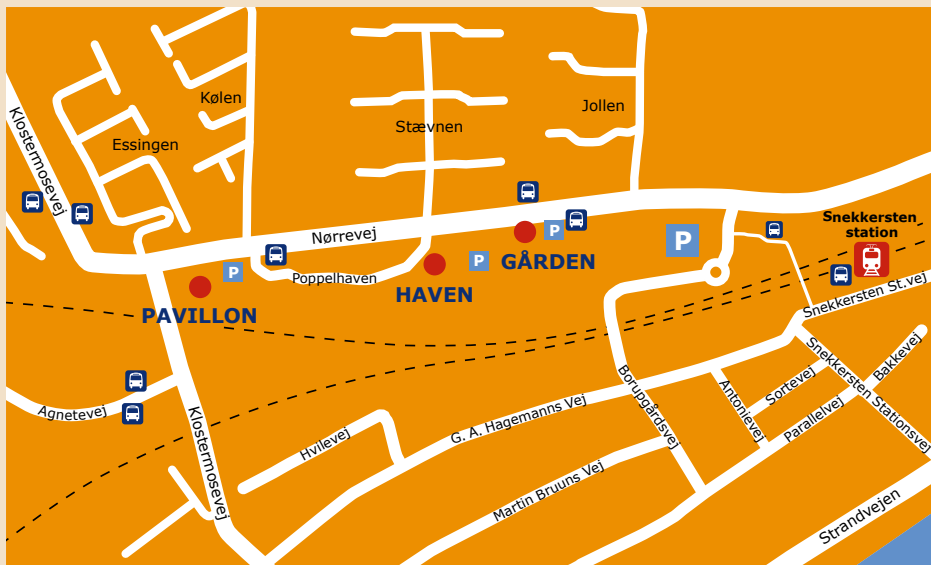 Kølen
Jollen
Klostermosevej
Stævnen
Essingen
Snekkersten
station
Nørrevej
P
P
P
GÅRDEN
P
Poppelhaven
HAVEN
PAVILLON
Snekkersten St.vej
Snekkersten Stationsvej
Bakkevej
Sortevej
Borupgårdsvej
Antonievej
Parallelvej
Agnetevej
Klostermosevej
G. A. Hagemanns Vej
Hvilevej
Martin Bruuns Vej
Strandvejen